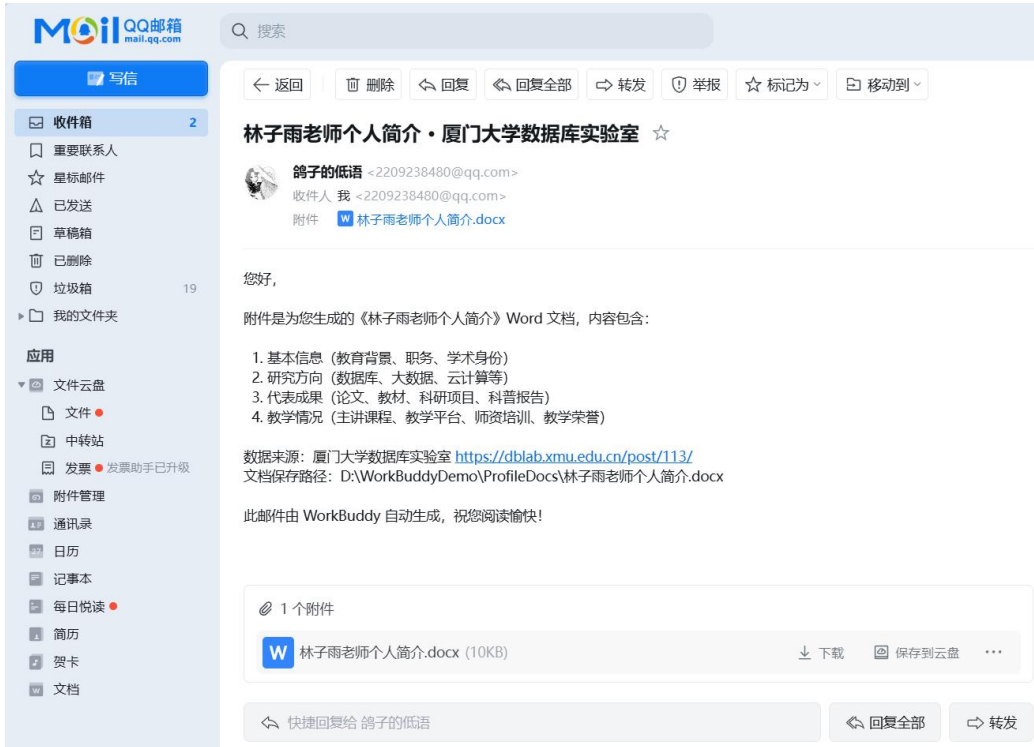 Mail QQ邮箱
mail.qq.com
搜索
写信
收件箱 2
重要联系人
星标邮件
已发送
草稿箱
已删除
垃圾箱 19
我的文件夹
应用
文件云盘
文件
中转站
发票 发票助手已升级
附件管理
通讯录
日历
记事本
每日悦读
简历
贺卡
文档
返回 删除 回复 回复全部 转发 举报 标记为 移动到
林子雨老师个人简介·厦门大学数据库实验室
鸽子的低语 <2209238480@qq.com>
收件人 我 <2209238480@qq.com>
附件 W 林子雨老师个人简介.docx
您好，
附件是为您生成的《林子雨老师个人简介》Word 文档，内容包含：
1. 基本信息（教育背景、职务、学术身份）
2. 研究方向（数据库、大数据、云计算等）
3. 代表成果（论文、教材、科研项目、科普报告）
4. 教学情况（主讲课程、教学平台、师资培训、教学荣誉）
数据来源：厦门大学数据库实验室 https://dblab.xmu.edu.cn/post/113/
文档保存路径：D:\WorkBuddyDemo\ProfileDocs\林子雨老师个人简介.docx
此邮件由 WorkBuddy 自动生成，祝您阅读愉快！
1 个附件
W 林子雨老师个人简介.docx (10KB) 下载 保存到云盘 ···
快捷回复给 鸽子的低语 回复全部 转发